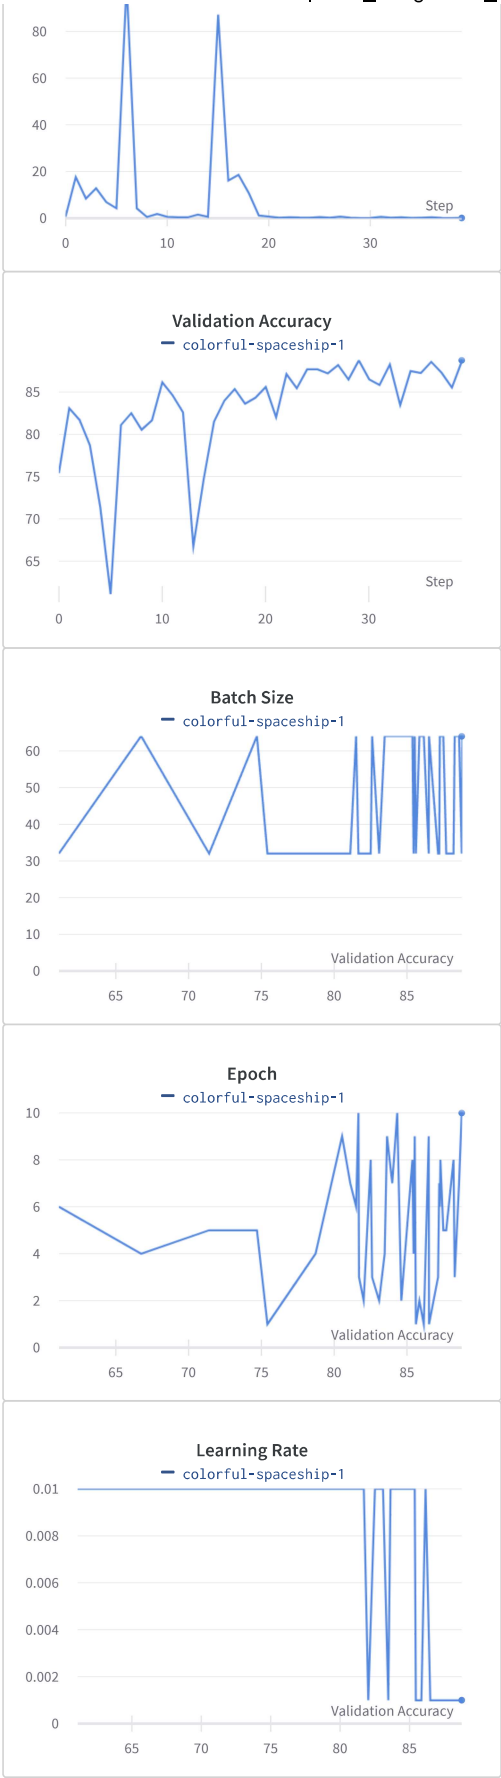 80
60
40
20
0
Step
0 10 20 30
Validation Accuracy
colorful-spaceship-1
85
80
75
70
65
Step
0 10 20 30
Batch Size
colorful-spaceship-1
60
50
40
30
20
10
0
Validation Accuracy
65 70 75 80 85
Epoch
colorful-spaceship-1
10
8
6
4
2
0
Validation Accuracy
65 70 75 80 85
Learning Rate
colorful-spaceship-1
0.01
0.008
0.006
0.004
0.002
0
Validation Accuracy
65 70 75 80 85